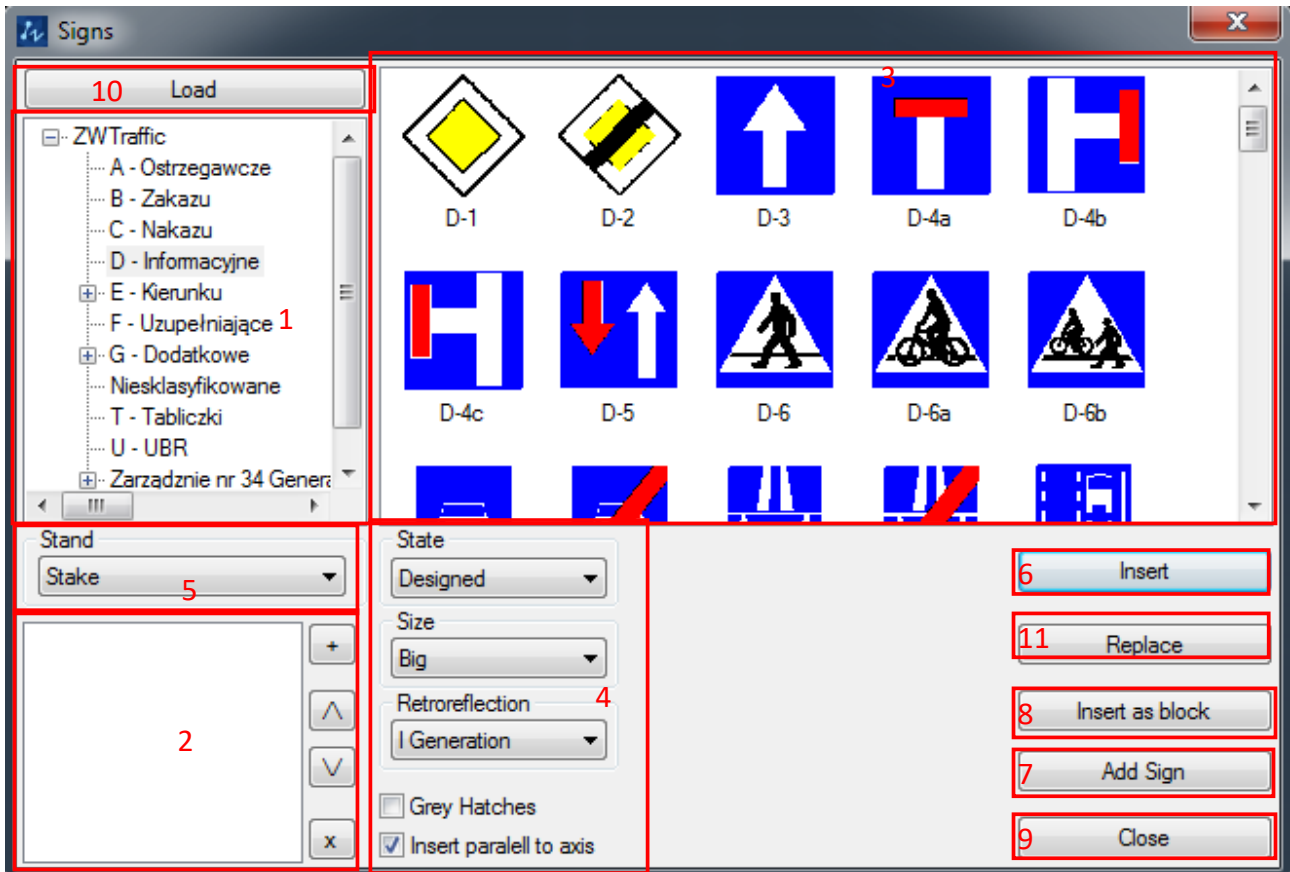 Signs
x
10 Load
3
ZWTraffic
A - Ostrzegawcze
B - Zakazu
C - Nakazu
D - Informacyjne
E - Kierunku
F - Uzupełniające 1
G - Dodatkowe
Niesklasyfikowane
T - Tabliczki
U - UBR
Zarządznie nr 34 Genera
D-1 D-2 D-3 D-4a D-4b
D-4c D-5 D-6 D-6a D-6b
Stand
Stake
5
2
+
x
State
Designed
Size
Big
Retroreflection
4
I Generation
Grey Hatches
Insert paralell to axis
6 Insert
11 Replace
8 Insert as block
7 Add Sign
9 Close